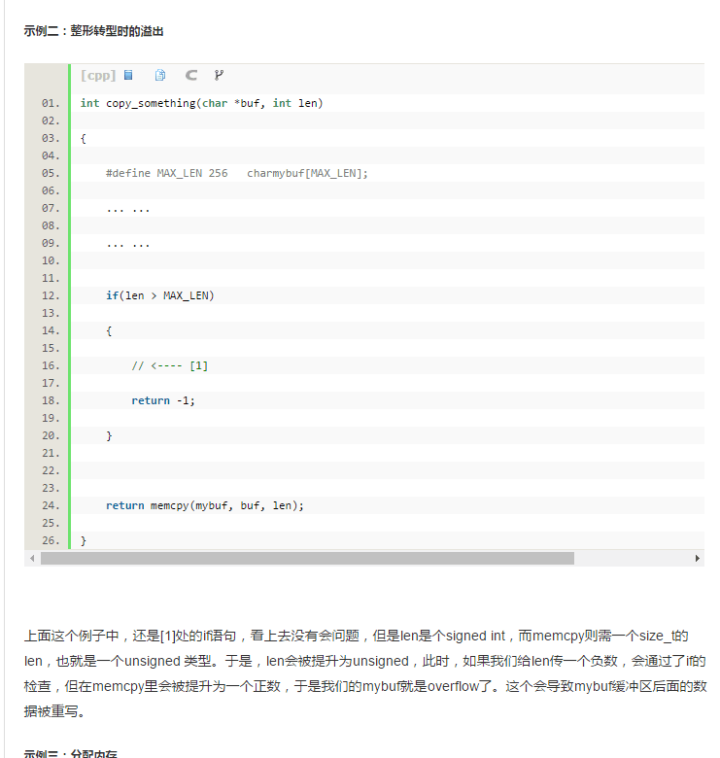 示例二：整形转型时的溢出
[cpp]
01. int copy_something(char *buf, int len)
02.
03. {
04.
05. #define MAX_LEN 256   charmybuf[MAX_LEN];
06.
07. ... ...
08.
09. ... ...
10.
11.
12. if(len > MAX_LEN)
13.
14. {
15.
16. // <---- [1]
17.
18. return -1;
19.
20. }
21.
22.
23.
24. return memcpy(mybuf, buf, len);
25.
26. }
上面这个例子中，还是[1]处的if语句，看上去没有会问题，但是len是个signed int，而memcpy则需一个size_t的
len，也就是一个unsigned 类型。于是，len会被提升为unsigned，此时，如果我们给len传一个负数，会通过了if的
检查，但在memcpy里会被提升为一个正数，于是我们的mybuf就是overflow了。这个会导致mybuf缓冲区后面的数
据被重写。
示例三：分配内存